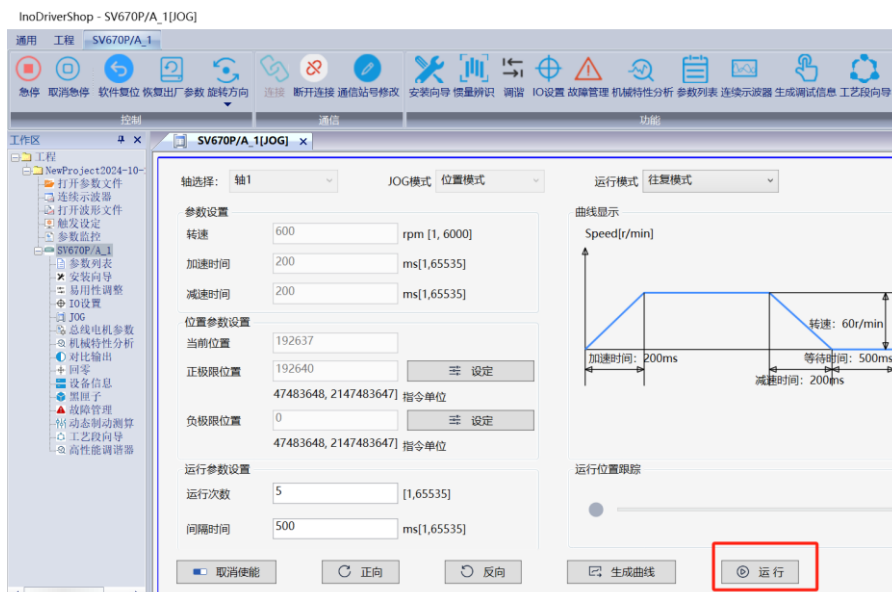 InoDriverShop - SV670P/A_1[JOG]
通用 工程 SV670P/A_1
急停 取消急停 软件复位 恢复出厂参数 旋转方向 连接 断开连接 通信站号修改 安装向导 惯量辨识 调谐 IO设置 故障管理 机械特性分析 参数列表 连续示波器 生成调试信息 工艺段向导
控制 通信 功能
工作区
SV670P/A_1[JOG] ×
工程
NewProject2024-10-
打开参数文件
连续示波器
打开波形文件
触发设定
参数监控
SV670P/A_1
参数列表
安装向导
易用性调整
IO设置
JOG
总线电机参数
机械特性分析
对比输出
回零
设备信息
黑匣子
故障管理
动态制动测算
工艺段向导
高性能调谐器
轴选择: 轴1 JOG模式 位置模式 运行模式 往复模式
参数设置
转速 600 rpm [1, 6000]
加速时间 200 ms[1,65535]
减速时间 200 ms[1,65535]
位置参数设置
当前位置 192637
正极限位置 192640 设定
47483648, 2147483647] 指令单位
负极限位置 0 设定
47483648, 2147483647] 指令单位
运行参数设置
运行次数 5 [1,65535]
间隔时间 500 ms[1,65535]
曲线显示
Speed[r/min]
转速: 60r/min
加速时间: 200ms 等待时间: 500ms
减速时间: 200ms
运行位置跟踪
取消使能 正向 反向 生成曲线 运行